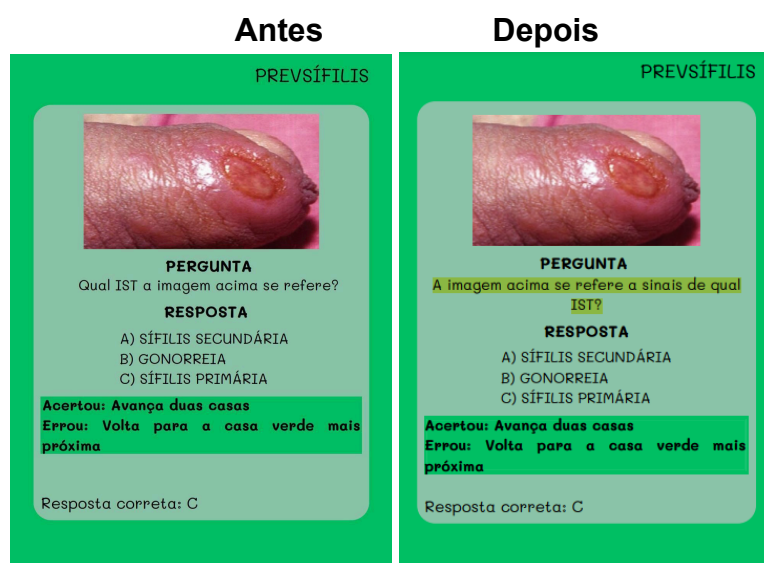 Antes
PREVSÍFILIS
PERGUNTA
Qual IST a imagem acima se refere?
RESPOSTA
A) SÍFILIS SECUNDÁRIA
B) GONORREIA
C) SÍFILIS PRIMÁRIA
Acertou: Avança duas casas
Errou: Volta para a casa verde mais
próxima
Resposta correta: C
Depois
PREVSÍFILIS
PERGUNTA
A imagem acima se refere a sinais de qual
IST?
RESPOSTA
A) SÍFILIS SECUNDÁRIA
B) GONORREIA
C) SÍFILIS PRIMÁRIA
Acertou: Avança duas casas
Errou: Volta para a casa verde mais
próxima
Resposta correta: C